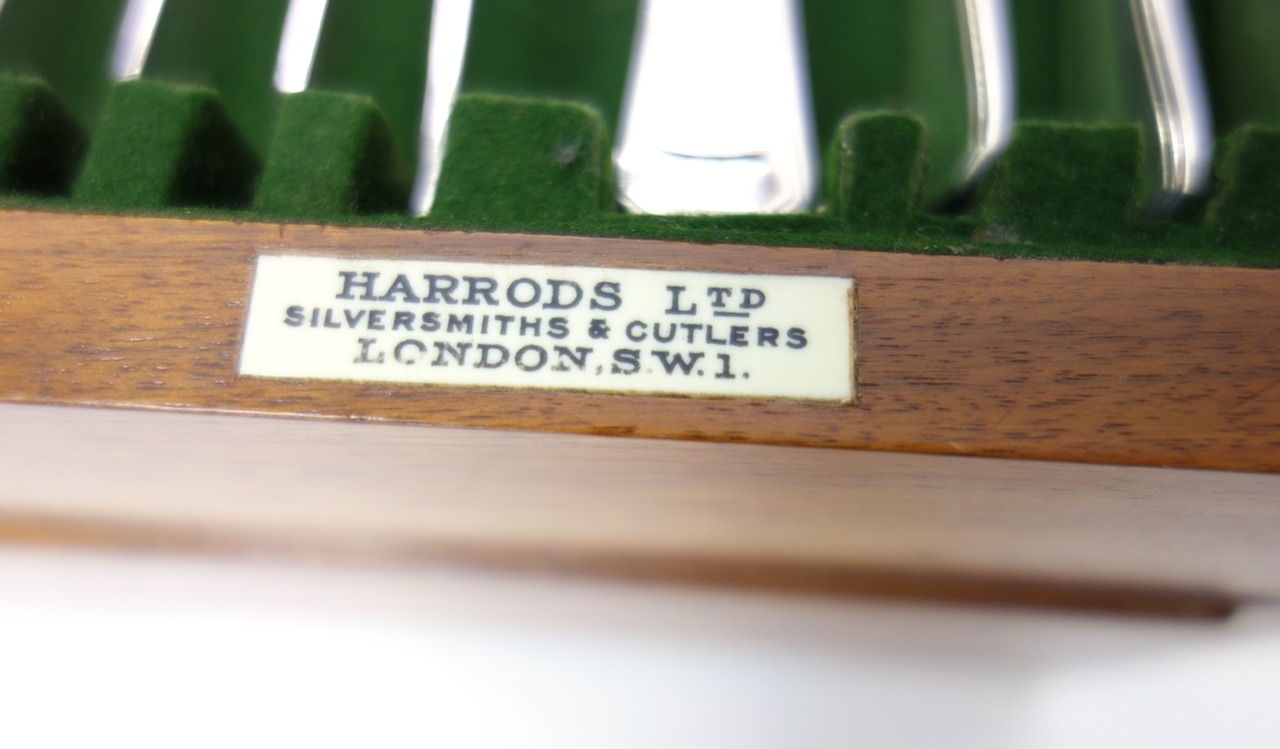 HARRODS LTD
SILVERSMITHS & CUTLERS
LONDON, S.W.1.